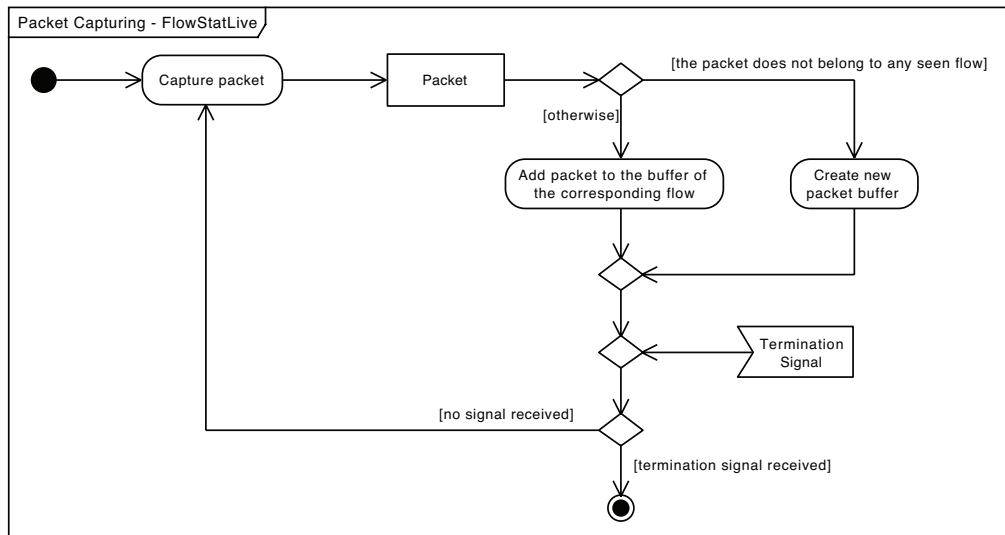 Packet Capturing - FlowStatLive
Capture packet
Packet
[the packet does not belong to any seen flow]
[otherwise]
Add packet to the buffer of
the corresponding flow
Create new
packet buffer
Termination
Signal
[no signal received]
[termination signal received]